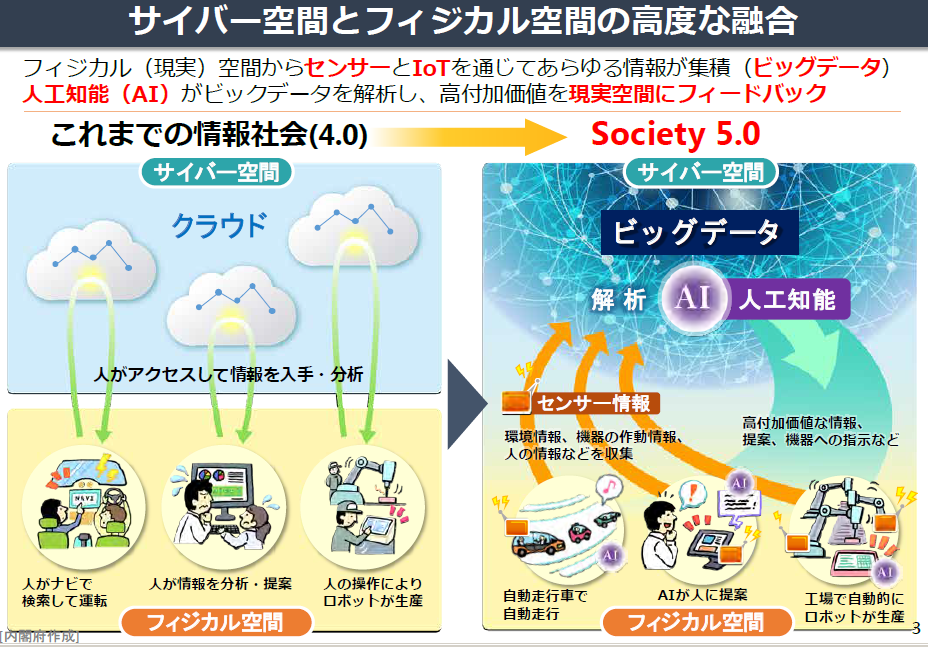 サイバー空間とフィジカル空間の高度な融合
フィジカル（現実）空間からセンサーとIoTを通じてあらゆる情報が集積（ビッグデータ）
人工知能（AI）がビックデータを解析し、高付加価値を現実空間にフィードバック
これまでの情報社会(4.0)
Society 5.0
サイバー空間
クラウド
人がアクセスして情報を入手・分析
NAVI
人がナビで
検索して運転
人が情報を分析・提案
人の操作により
ロボットが生産
フィジカル空間
サイバー空間
ビッグデータ
解析 AI 人工知能
センサー情報
環境情報、機器の作動情報、
人の情報などを収集
高付加価値な情報、
提案、機器への指示など
AI
AI
AI
自動走行車で
自動走行
AIが人に提案
工場で自動的に
ロボットが生産
フィジカル空間
[内閣府作成]
3